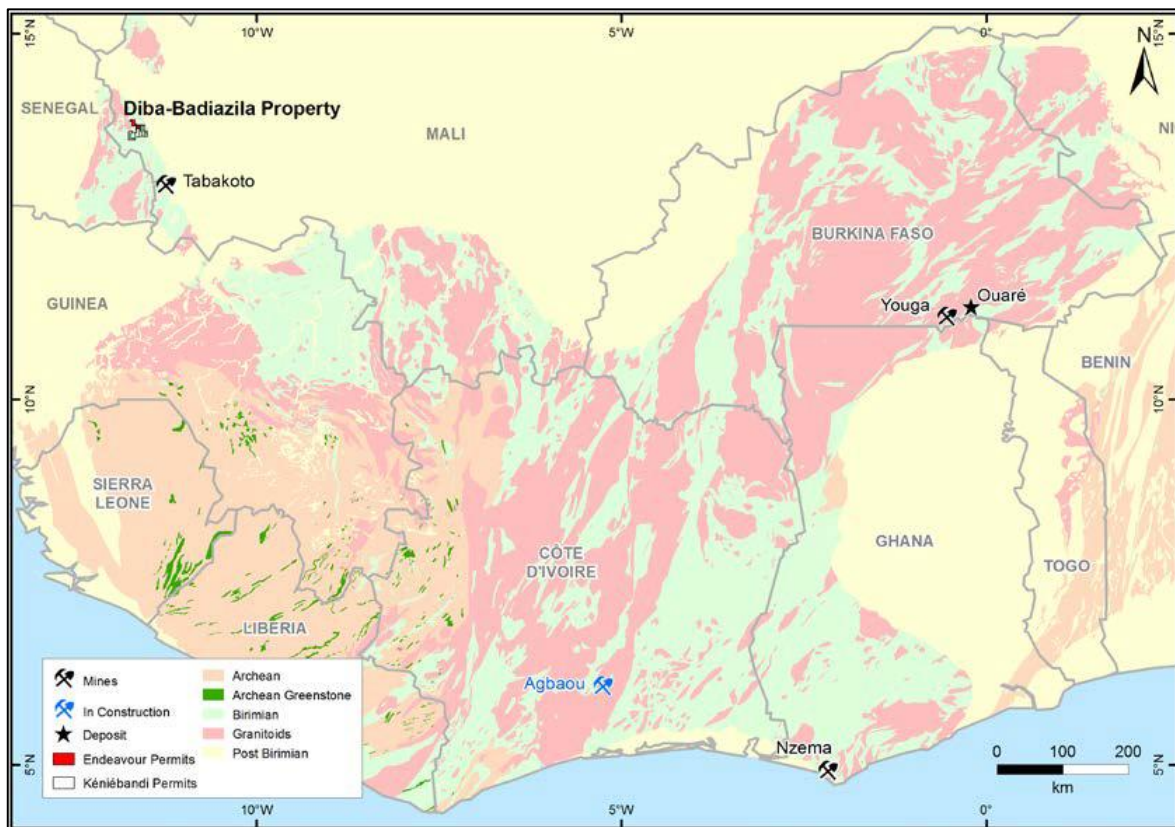 10°W
5°W
0°
15°N
15°N
N
SENEGAL
Diba-Badiazila Property
MALI
NI
Tabakoto
BURKINA FASO
GUINEA
Youga
Ouaré
BENIN
10°N
10°N
SIERRA
LEONE
CÔTE
D'IVOIRE
GHANA
TOGO
LIBERIA
Agbaou
Nzema
Mines
In Construction
Deposit
Endeavour Permits
Kéniébandi Permits
Archean
Archean Greenstone
Birimian
Granitoids
Post Birimian
0 100 200
km
5°N
5°N
10°W
5°W
0°